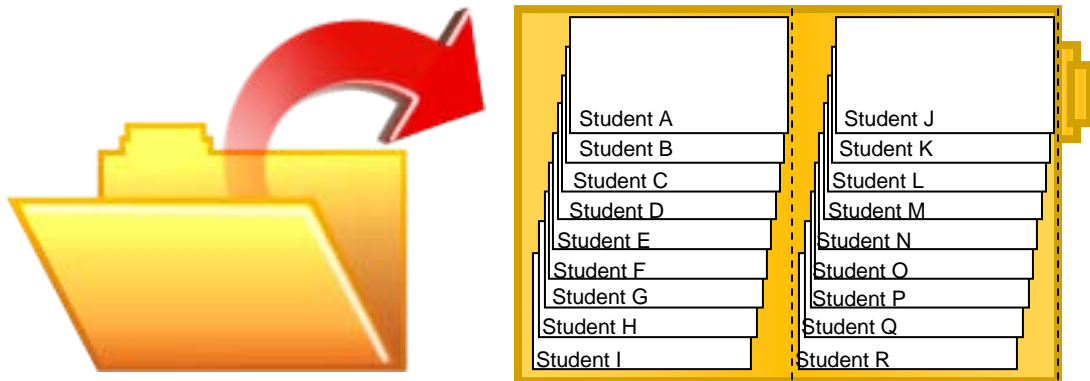 Student A
Student B
Student C
Student D
Student E
Student F
Student G
Student H
Student I
Student J
Student K
Student L
Student M
Student N
Student O
Student P
Student Q
Student R